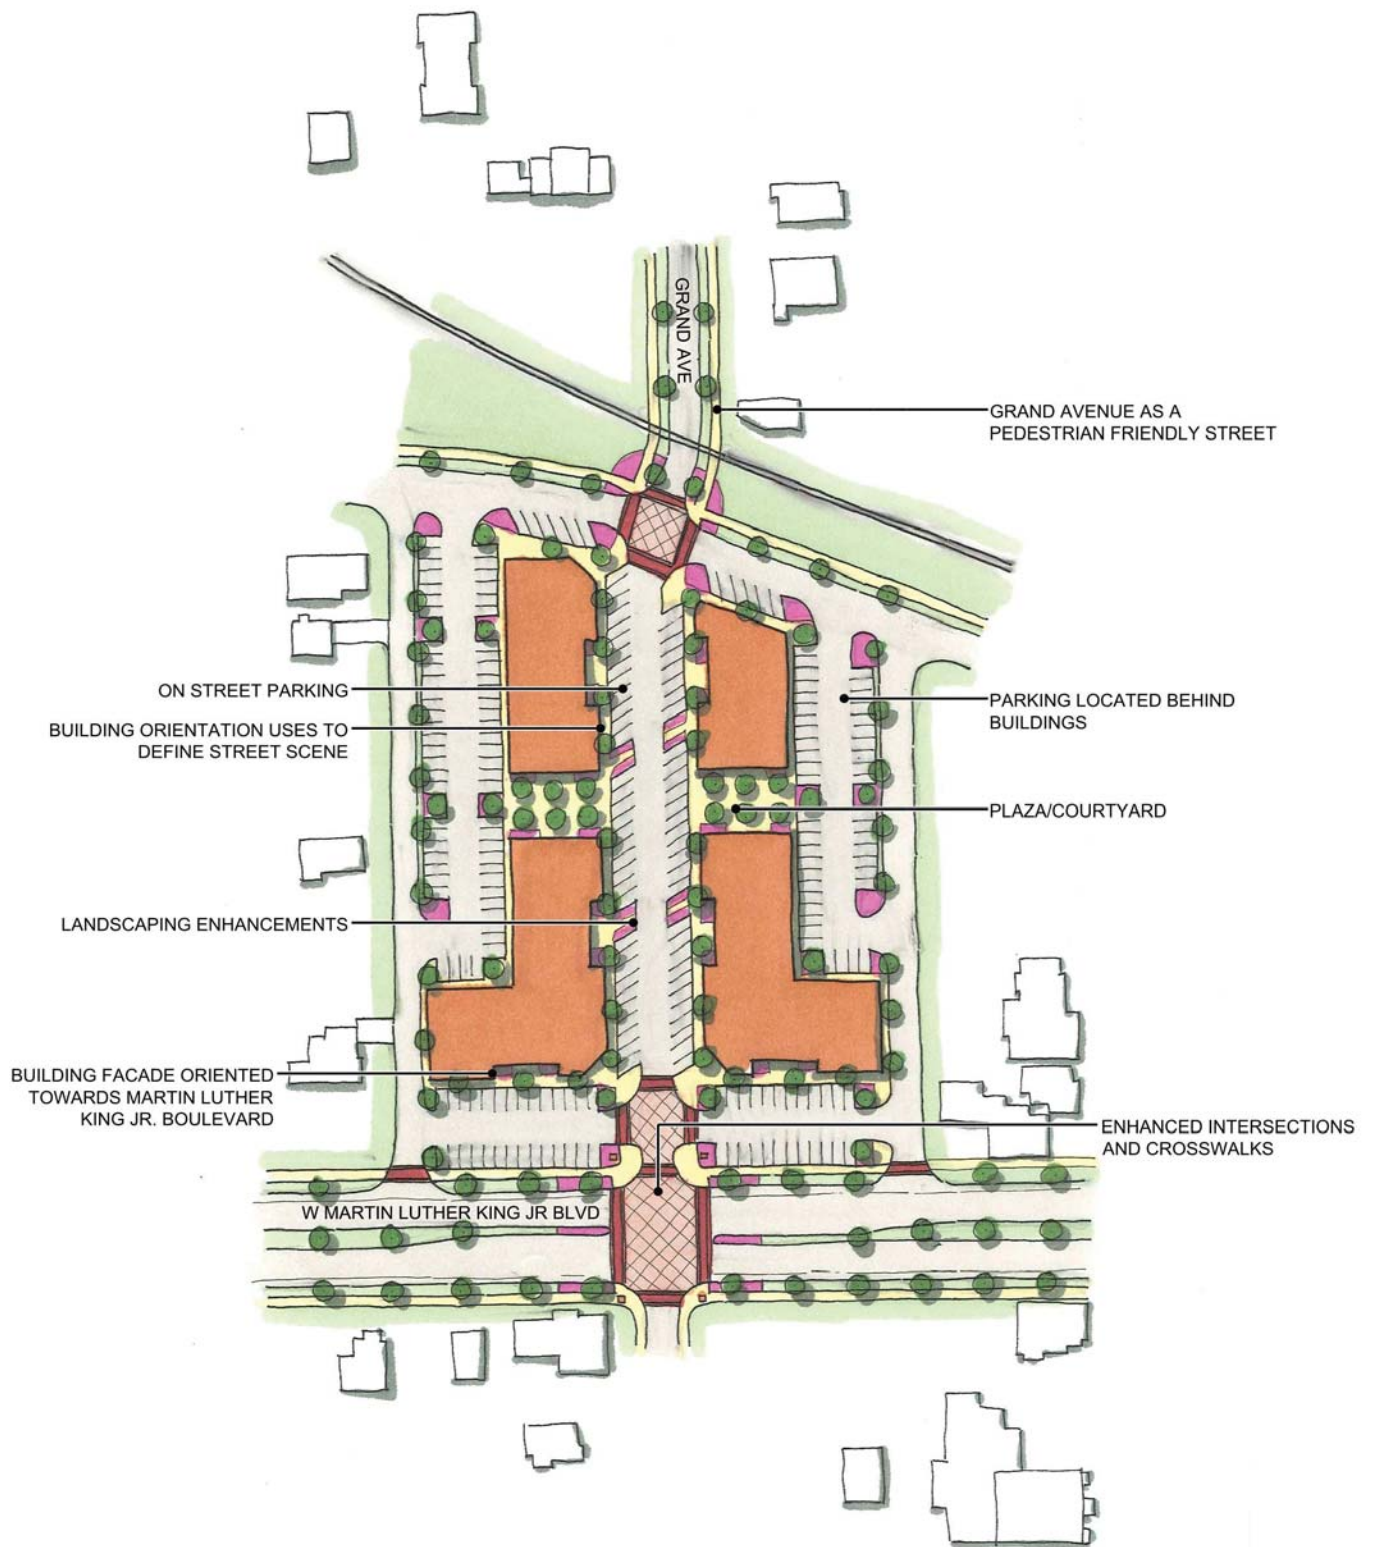 GRAND AVE
GRAND AVENUE AS A
PEDESTRIAN FRIENDLY STREET
ON STREET PARKING
BUILDING ORIENTATION USES TO
DEFINE STREET SCENE
PARKING LOCATED BEHIND
BUILDINGS
PLAZA/COURTYARD
LANDSCAPING ENHANCEMENTS
BUILDING FACADE ORIENTED
TOWARDS MARTIN LUTHER
KING JR. BOULEVARD
ENHANCED INTERSECTIONS
AND CROSSWALKS
W MARTIN LUTHER KING JR BLVD